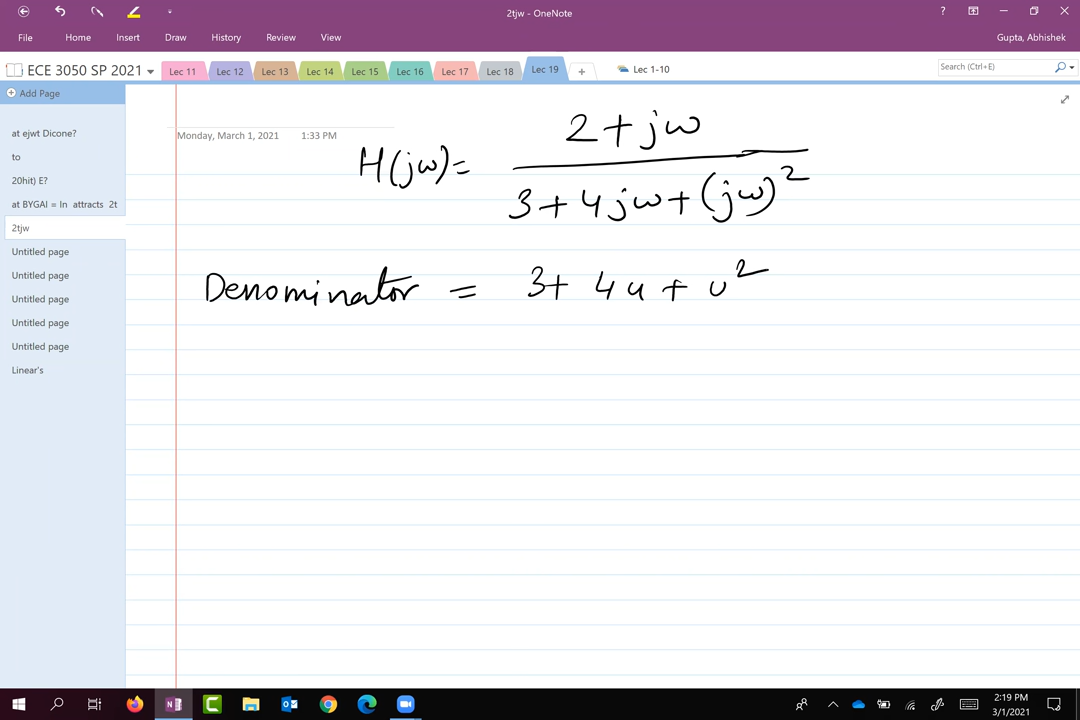 2tjw - OneNote
?
Gupta, Abhishek
File Home Insert Draw History Review View
ECE 3050 SP 2021
Lec 11 Lec 12 Lec 13 Lec 14 Lec 15 Lec 16 Lec 17 Lec 18 Lec 19 + Lec 1-10
Search (Ctrl+E)
Add Page
at ejwt Dicone?
to
20hit) E?
at BYGAI = In attracts 2t
2tjw
Untitled page
Untitled page
Untitled page
Untitled page
Untitled page
Linear's
Monday, March 1, 2021 1:33 PM
2 + jω
H(jω) =
3 + 4jω + (jω)²
Denominator = 3 + 4u + u²
2:19 PM
3/1/2021